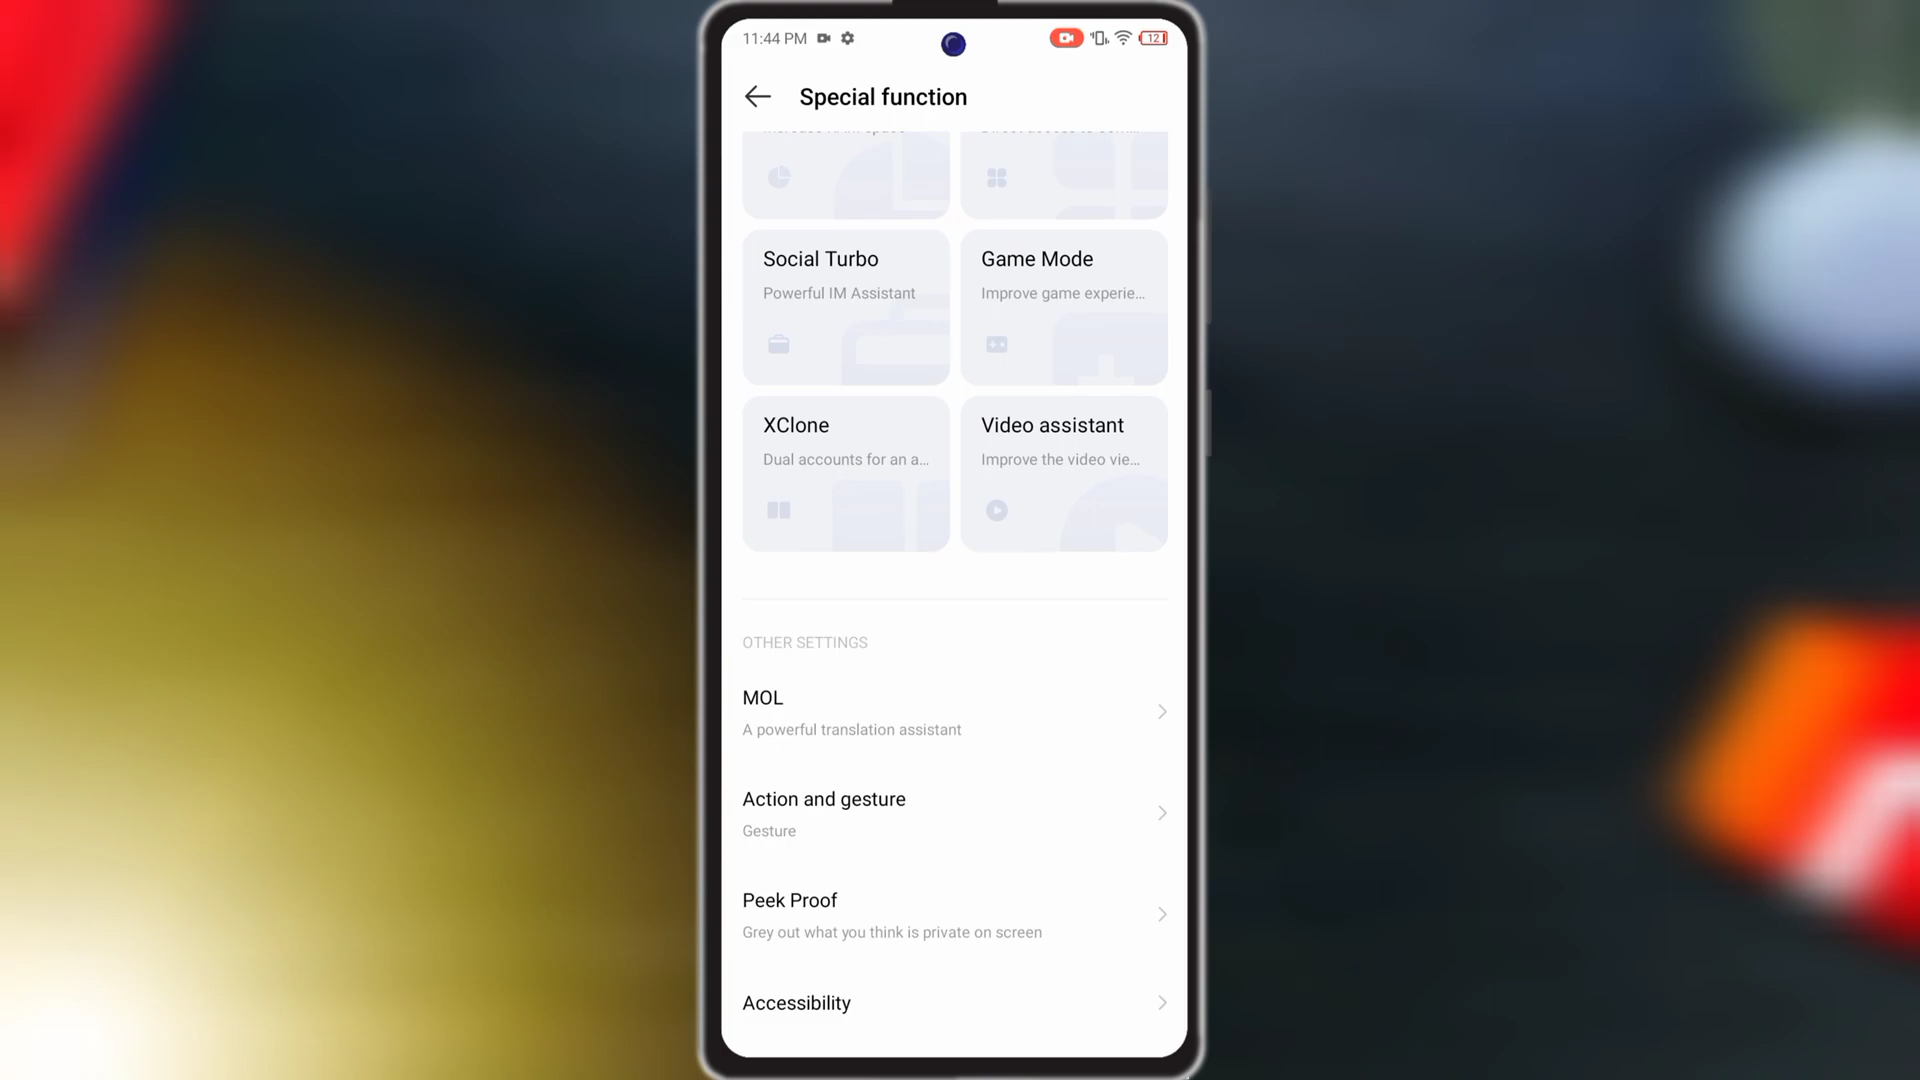 11:44 PM
12
Special function
Social Turbo
Powerful IM Assistant
Game Mode
Improve game experie...
XClone
Dual accounts for an a...
Video assistant
Improve the video vie...
OTHER SETTINGS
MOL
A powerful translation assistant
Action and gesture
Gesture
Peek Proof
Grey out what you think is private on screen
Accessibility